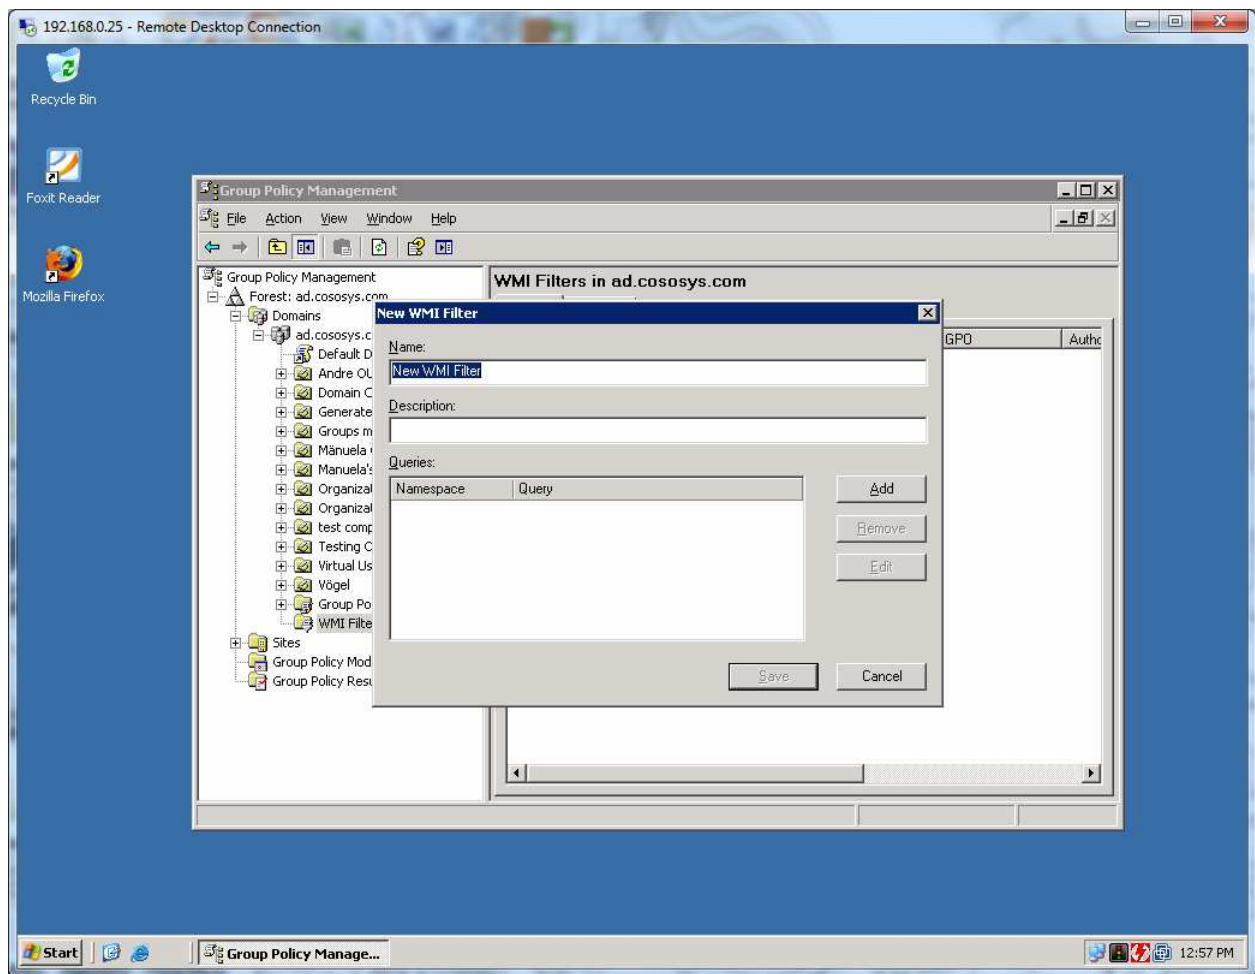 192.168.0.25 - Remote Desktop Connection
Recycle Bin
Foxit Reader
Mozilla Firefox
Group Policy Management
File Action View Window Help
Group Policy Management
Forest: ad.cososys.com
Domains
ad.cososys.c
Default D
Andre OU
Domain C
Generate
Groups m
Mänuela
Manuela's
Organizat
Organizat
test comp
Testing C
Virtual Us
Vögel
Group Po
WMI Filte
Sites
Group Policy Mod
Group Policy Resu
WMI Filters in ad.cososys.com
GPO Autho
New WMI Filter
Name:
New WMI Filter
Description:
Queries:
Namespace Query
Add
Remove
Edit
Save Cancel
Start
Group Policy Manage...
12:57 PM